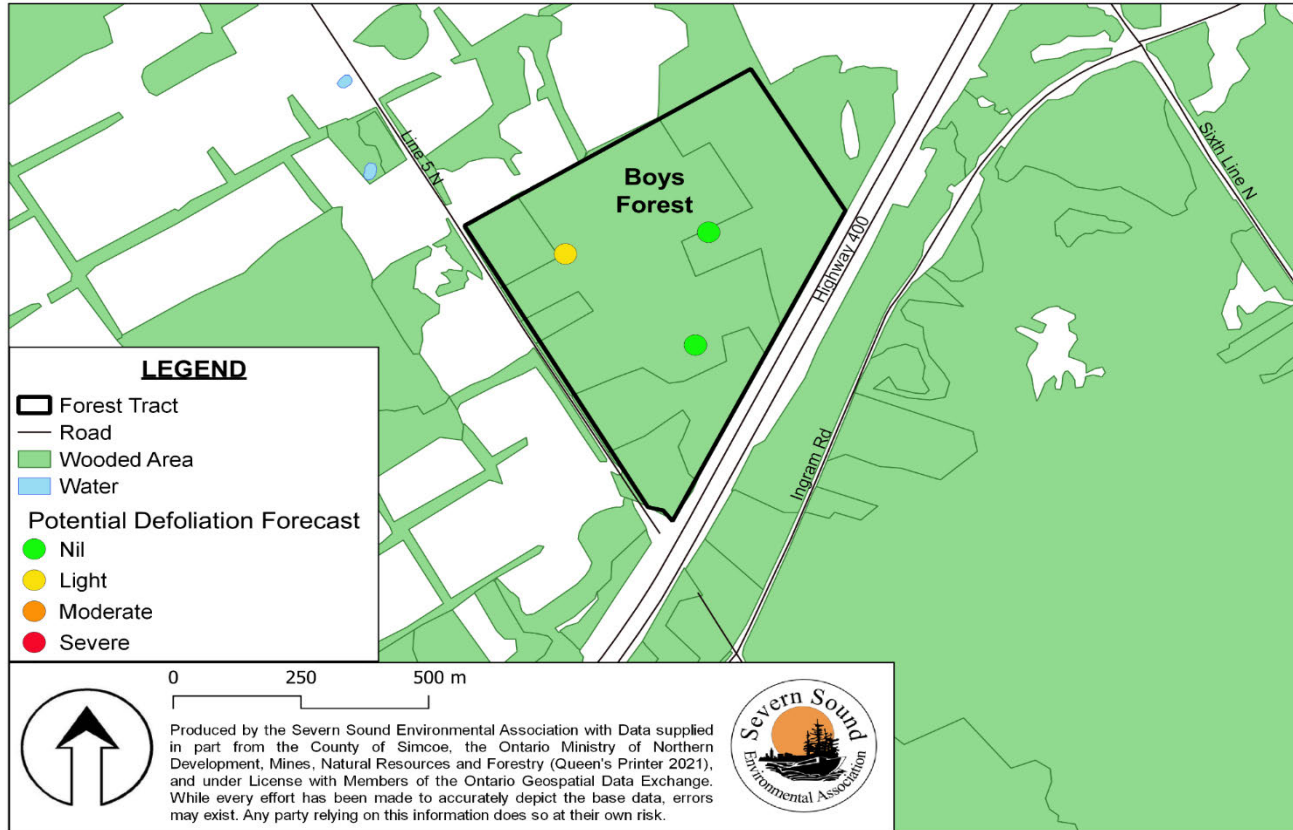 Boys
Forest
Line 5 N
Highway 400
Sixth Line N
Ingram Rd
LEGEND
Forest Tract
Road
Wooded Area
Water
Potential Defoliation Forecast
Nil
Light
Moderate
Severe
0 250 500 m
Produced by the Severn Sound Environmental Association with Data supplied
in part from the County of Simcoe, the Ontario Ministry of Northern
Development, Mines, Natural Resources and Forestry (Queen's Printer 2021),
and under License with Members of the Ontario Geospatial Data Exchange.
While every effort has been made to accurately depict the base data, errors
may exist. Any party relying on this information does so at their own risk.
Severn Sound
Environmental Association